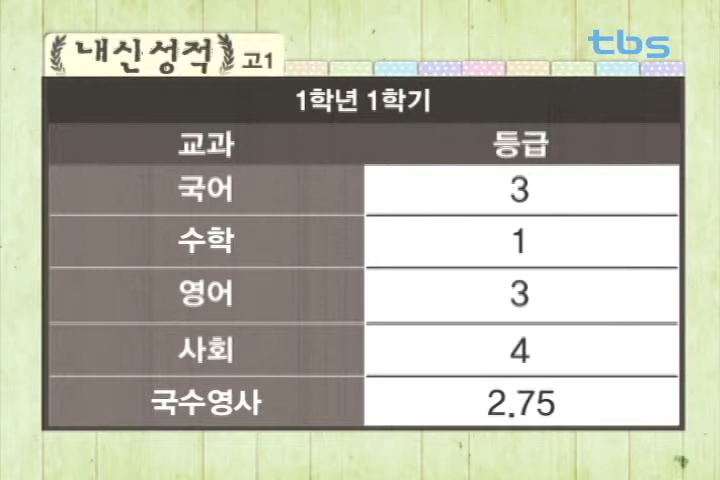 tbs
내신성적 고1
1학년 1학기
교과 등급
국어 3
수학 1
영어 3
사회 4
국수영사 2.75